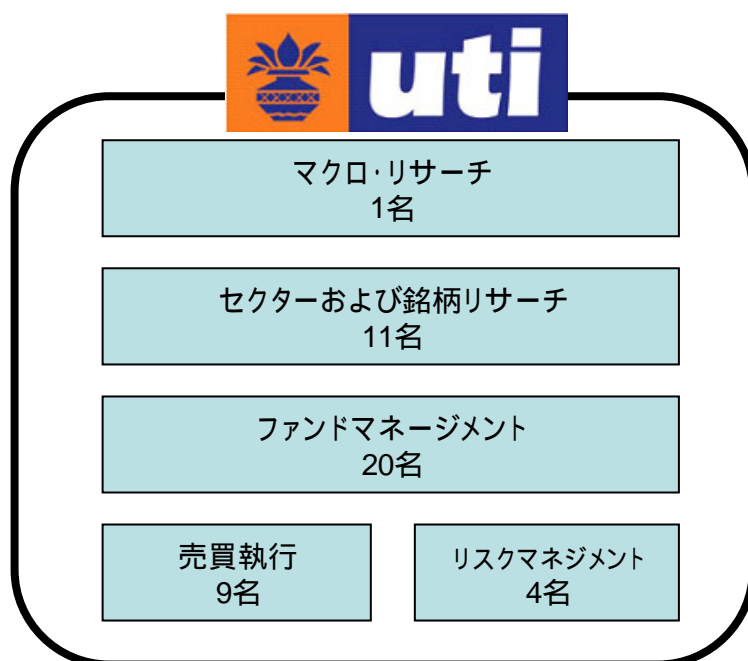 uti
マクロ･リサーチ
1名
セクターおよび銘柄リサーチ
11名
ファンドマネージメント
20名
売買執行
9名
リスクマネジメント
4名